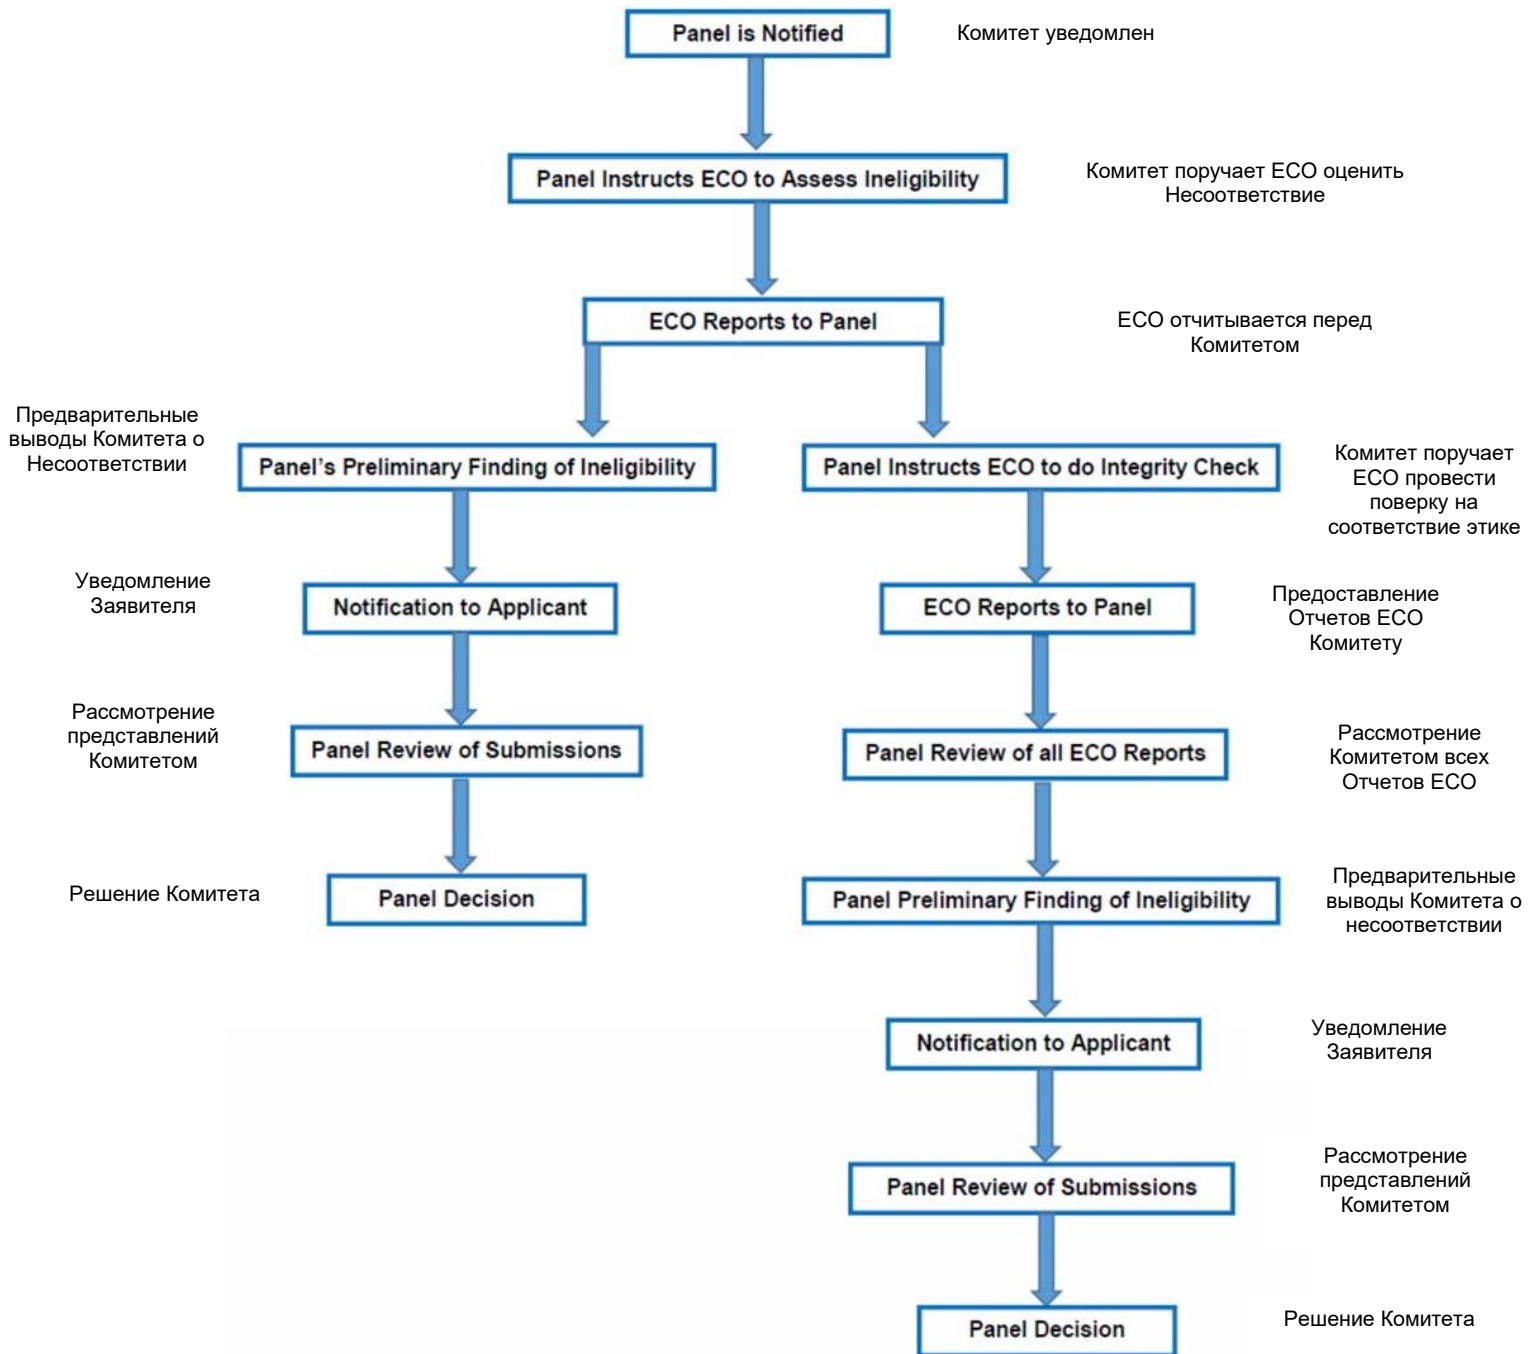 Panel is Notified
Комитет уведомлен
Panel Instructs ECO to Assess Ineligibility
Комитет поручает ECO оценить
Несоответствие
ECO Reports to Panel
ECO отчитывается перед
Комитетом
Предварительные
выводы Комитета о
Несоответствии
Panel's Preliminary Finding of Ineligibility
Panel Instructs ECO to do Integrity Check
Комитет поручает
ECO провести
поверку на
соответствие этике
Уведомление
Заявителя
Notification to Applicant
ECO Reports to Panel
Предоставление
Отчетов ECO
Комитету
Рассмотрение
представлений
Комитетом
Panel Review of Submissions
Panel Review of all ECO Reports
Рассмотрение
Комитетом всех
Отчетов ECO
Решение Комитета
Panel Decision
Panel Preliminary Finding of Ineligibility
Предварительные
выводы Комитета о
несоответствии
Notification to Applicant
Уведомление
Заявителя
Panel Review of Submissions
Рассмотрение
представлений
Комитетом
Panel Decision
Решение Комитета